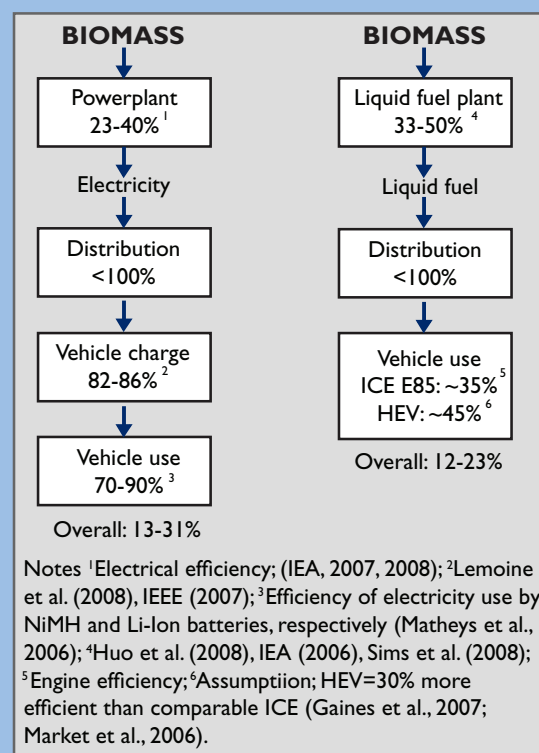 BIOMASS
Powerplant
23-40% 1
Electricity
Distribution
<100%
Vehicle charge
82-86% 2
Vehicle use
70-90% 3
Overall: 13-31%
BIOMASS
Liquid fuel plant
33-50% 4
Liquid fuel
Distribution
<100%
Vehicle use
ICE E85: ~35% 5
HEV: ~45% 6
Overall: 12-23%
Notes 1Electrical efficiency; (IEA, 2007, 2008); 2Lemoine
et al. (2008), IEEE (2007); 3Efficiency of electricity use by
NiMH and Li-Ion batteries, respectively (Matheys et al.,
2006); 4Huo et al. (2008), IEA (2006), Sims et al. (2008);
5Engine efficiency; 6Assumptiion; HEV=30% more
efficient than comparable ICE (Gaines et al., 2007;
Market et al., 2006).